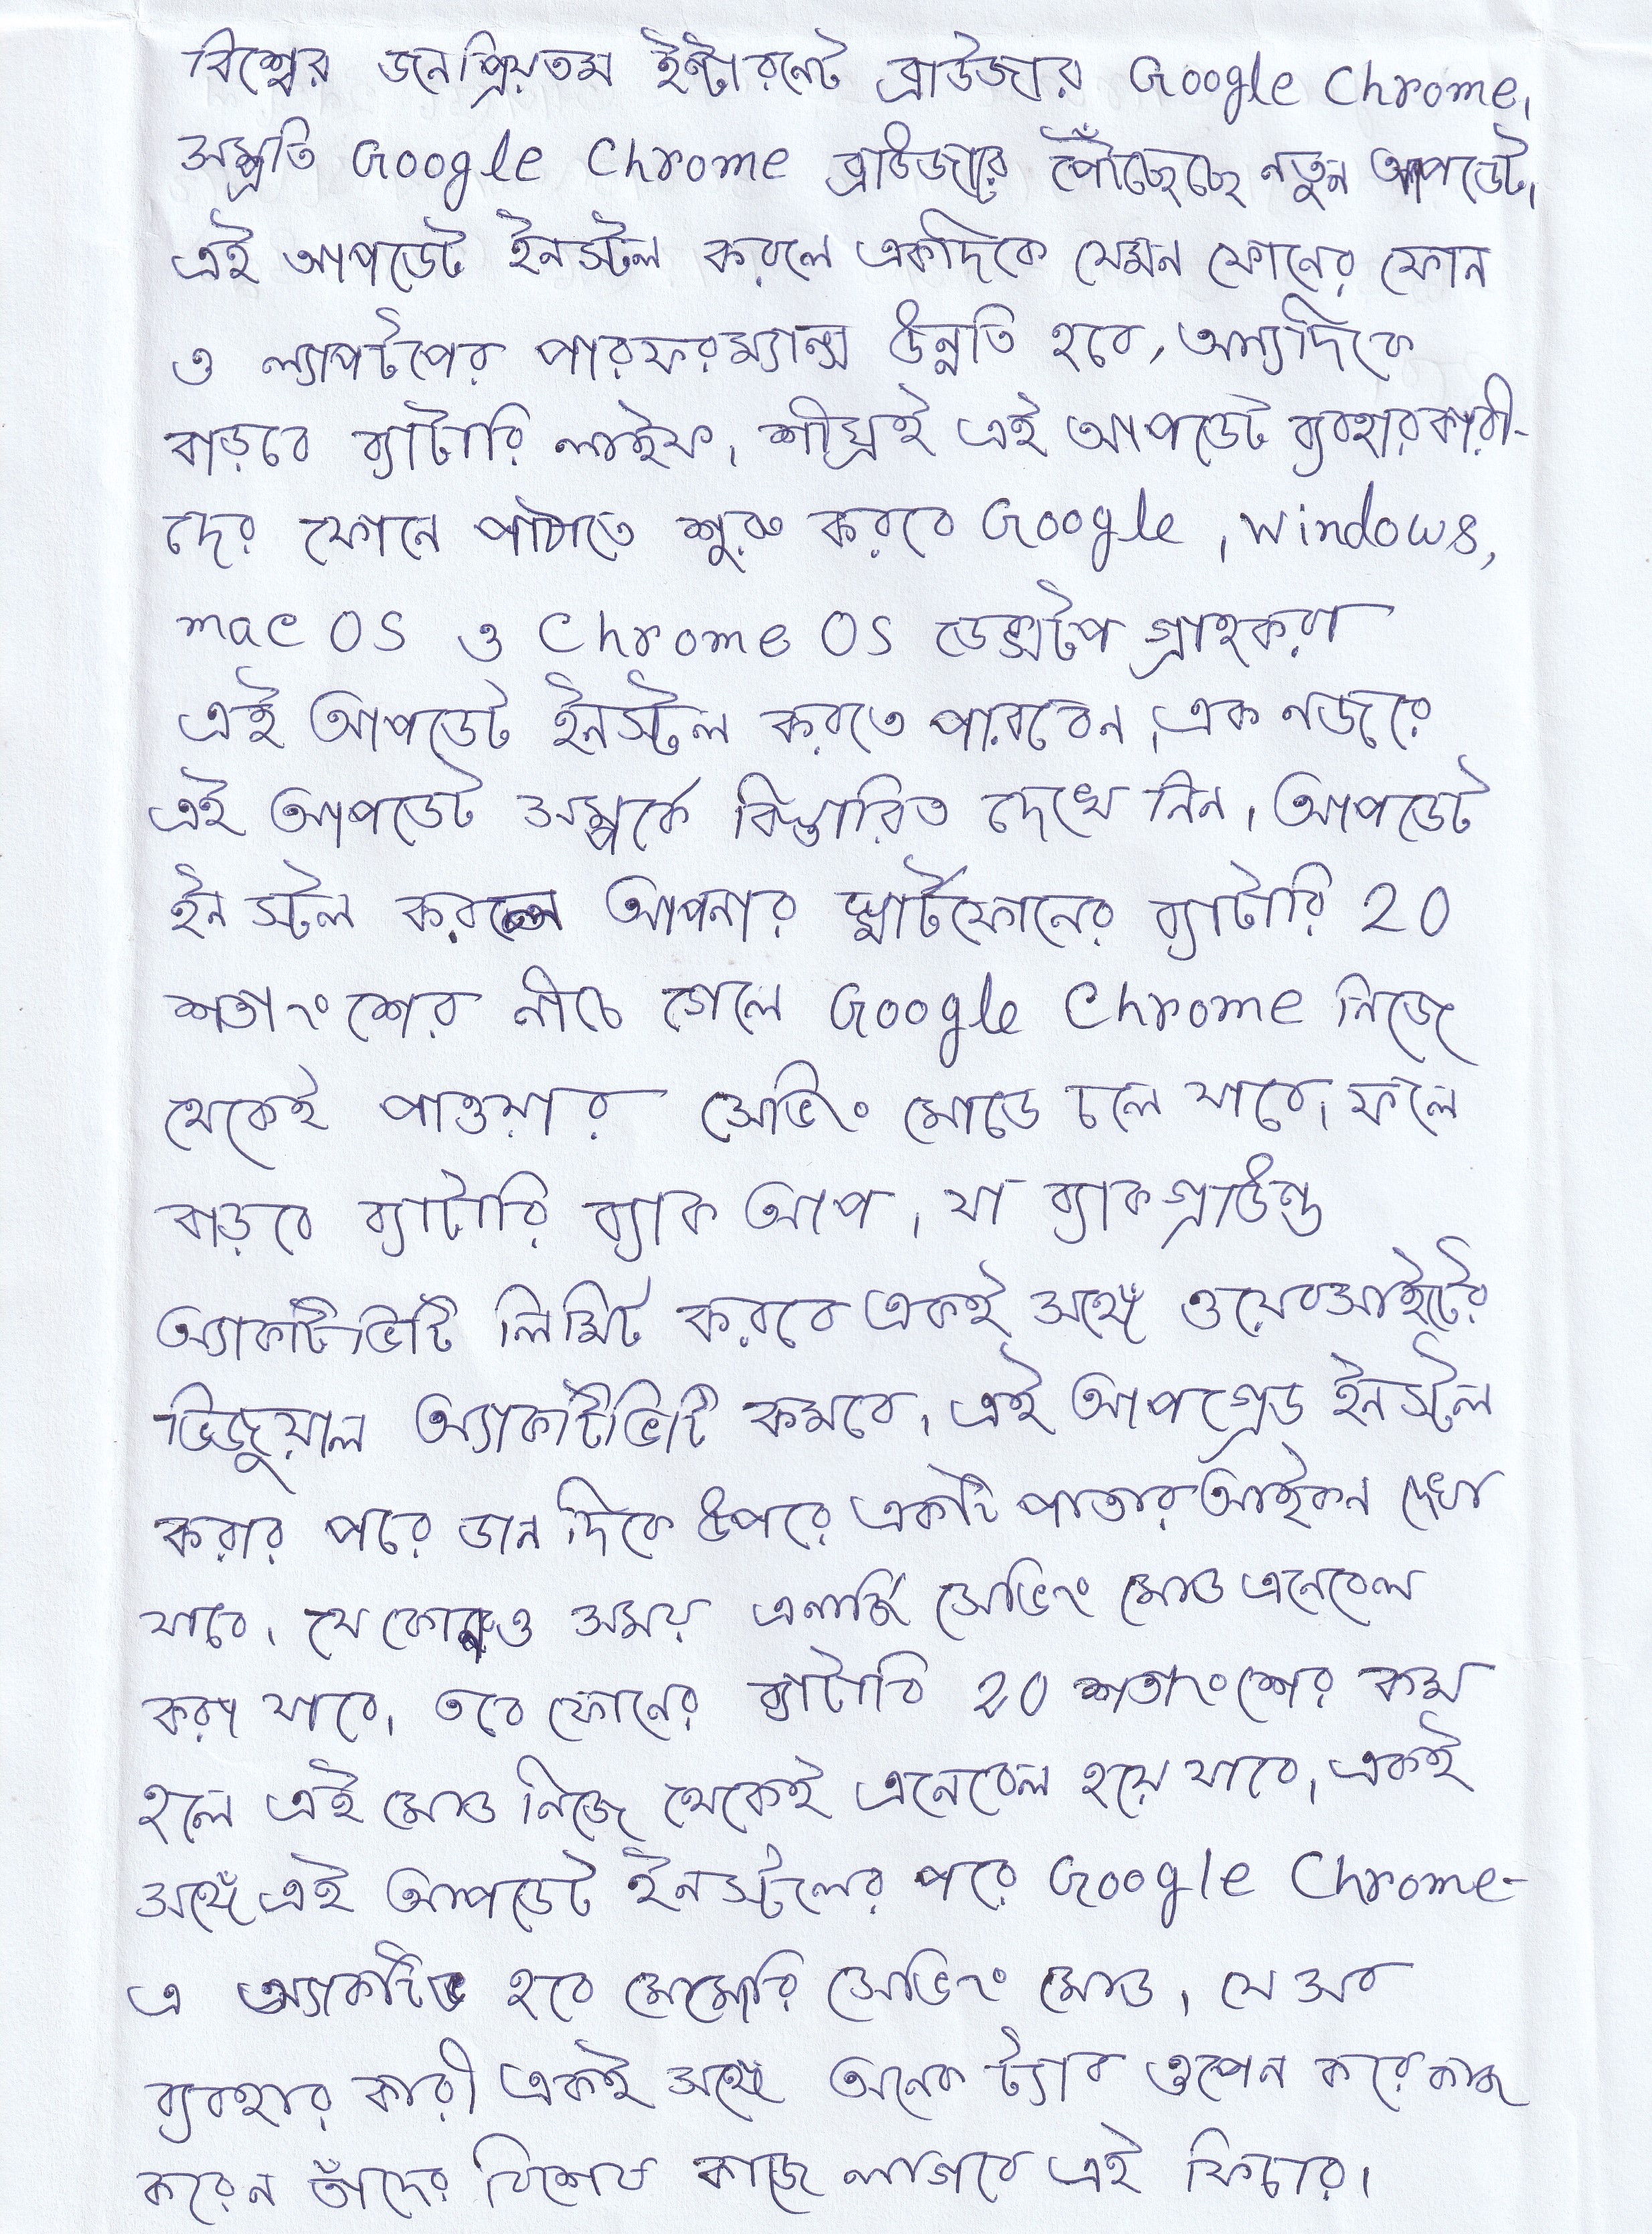 বিশ্বের জনপ্রিয়তম ইন্টারনেট ব্রাউজার Google Chrome।
সম্প্রতি Google Chrome ব্রাউজারে পৌঁছেছে নতুন আপডেট।
এই আপডেট ইনস্টল করলে একদিকে যেমন ফোনের ফোন
ও ল্যাপটপের পারফরম্যান্স উন্নতি হবে, অন্যদিকে
বাড়বে ব্যাটারি লাইফ। শীঘ্রই এই আপডেট ব্যবহারকারী-
দের ফোনে পাঠাতে শুরু করবে Google। Windows,
mac OS ও Chrome OS ডেস্কটপ গ্রাহকরা
এই আপডেট ইনস্টল করতে পারবেন। এক নজরে
এই আপডেট সম্পর্কে বিস্তারিত দেখে নিন। আপডেট
ইনস্টল করলে আপনার স্মার্টফোনের ব্যাটারি 20
শতাংশের নীচে গেলে Google Chrome নিজে
থেকেই পাওয়ার সেভিং মোডে চলে যাবে। ফলে
বাড়বে ব্যাটারি ব্যাক আপ। যা ব্যাকগ্রাউন্ড
অ্যাকটিভিটি লিমিট করবে একই সঙ্গে ওয়েবসাইটের
ভিজুয়াল অ্যাকটিভিটি কমবে। এই আপগ্রেড ইনস্টল
করার পরে ডান দিকে উপরে একটি পাতার আইকন দেখা
যাবে। যে কোনও সময় এনার্জি সেভিং মোড এনেবেল
করা যাবে। তবে ফোনের ব্যাটারি 20 শতাংশের কম
হলে এই মোড নিজে থেকেই এনেবেল হয়ে যাবে। একই
সঙ্গে এই আপডেট ইনস্টলের পরে Google Chrome-
এ অ্যাকটিভ হবে মেমোরি সেভিং মোড। যে সব
ব্যবহার কারী একই সঙ্গে অনেক ট্যাব ওপেন করে কাজ
করেন তাঁদের বিশেষ কাজে লাগবে এই ফিচার।